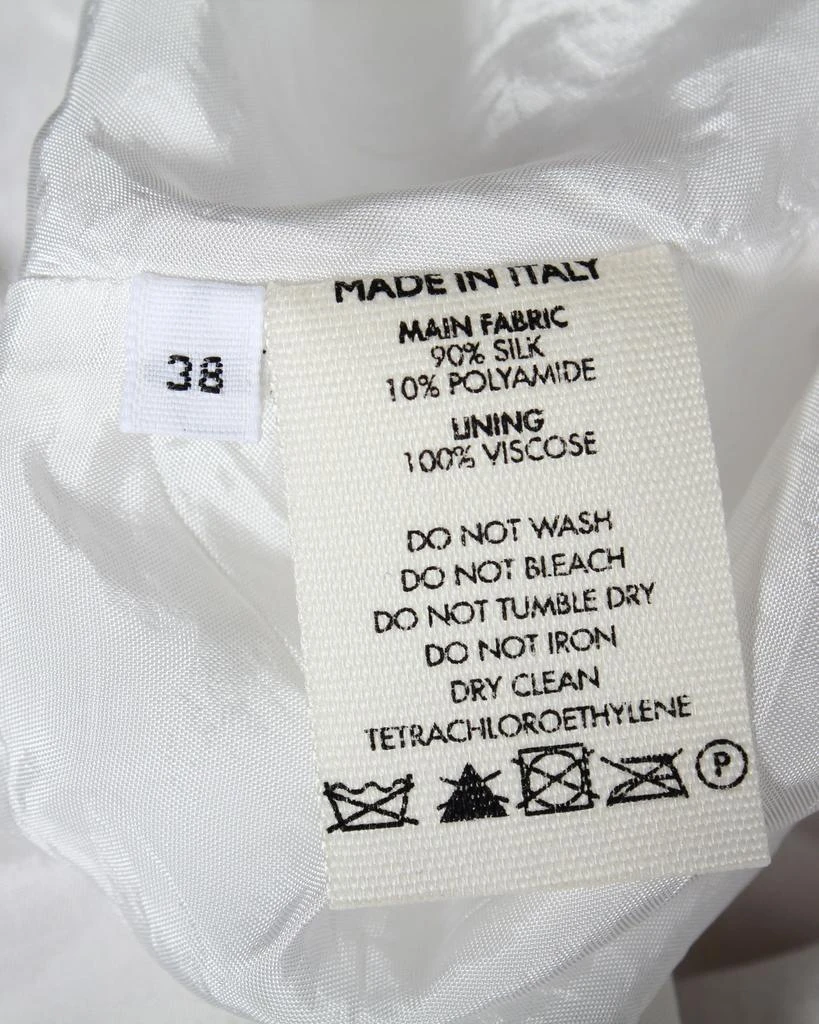 MADE IN ITALY
38
MAIN FABRIC
90% SILK
10% POLYAMIDE
LINING
100% VISCOSE
DO NOT WASH
DO NOT BLEACH
DO NOT TUMBLE DRY
DO NOT IRON
DRY CLEAN
TETRACHLOROETHYLENE
P